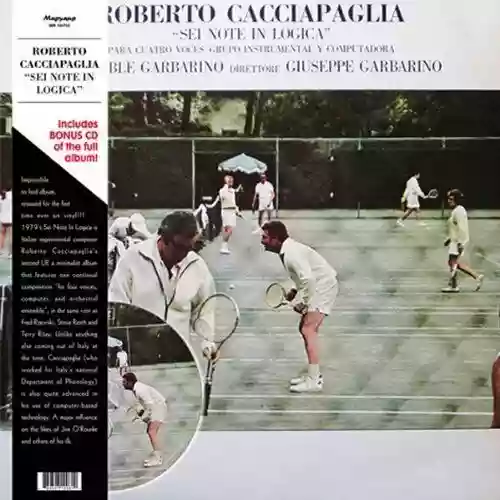 Mapyano
ROBERTO
CACCIAPAGLIA
"SEI NOTE IN
LOGICA"
includes
BONUS CD
of the full
album!
Impossible
to find album,
reissued for the first
time ever on vinyl!!!
1979's Sei Note In Logica is
Italian experimental composer
Roberto Cacciapaglia's
second LP, a minimalist album
that features one continual
composition "for four voices,
computer, and orchestral
ensemble", in the same vein as
Steve Reich and
Terry Riley. Unlike anything
else coming out of Italy at
the time, Cacciapaglia (who
worked for Italy's national
Department of Phonology)
is also quite advanced in
his use of computer-based
technology. A major influence
on the likes of Jim O'Rourke
and others of his ilk.
ROBERTO CACCIAPAGLIA
"SEI NOTE IN LOGICA"
PARA CUATRO VOCES GRUPO INSTRUMENTAL Y COMPUTADORA
BLE GARBARINO DIRETTORE GIUSEPPE GARBARINO